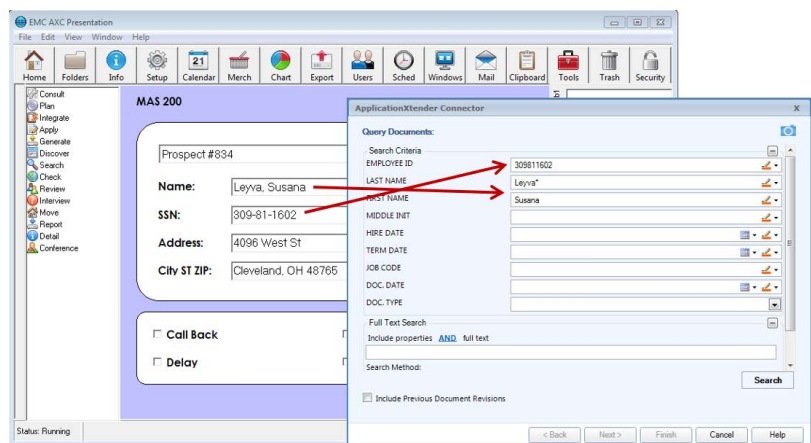 EMC AXC Presentation
File Edit View Window Help
Home Folders Info Setup Calendar Merch Chart Export Users Sched Windows Mail Clipboard Tools Trash Security
21
Consult
Plan
Integrate
Apply
Generate
Discover
Search
Check
Review
Interview
Move
Report
Detail
Conference
MAS 200
Prospect #834
Name: Leyva, Susana
SSN: 309-81-1602
Address: 4096 West St
City ST ZIP: Cleveland, OH 48765
Call Back
Delay
Status: Running
ApplicationXtender Connector X
Query Documents:
Search Criteria
EMPLOYEE ID 309811602
LAST NAME Leyva*
FIRST NAME Susana
MIDDLE INIT
HIRE DATE
TERM DATE
JOB CODE
DOC. DATE
DOC. TYPE
Full Text Search
Include properties AND full text
Search Method:
Search
Include Previous Document Revisions
< Back Next > Finish Cancel Help